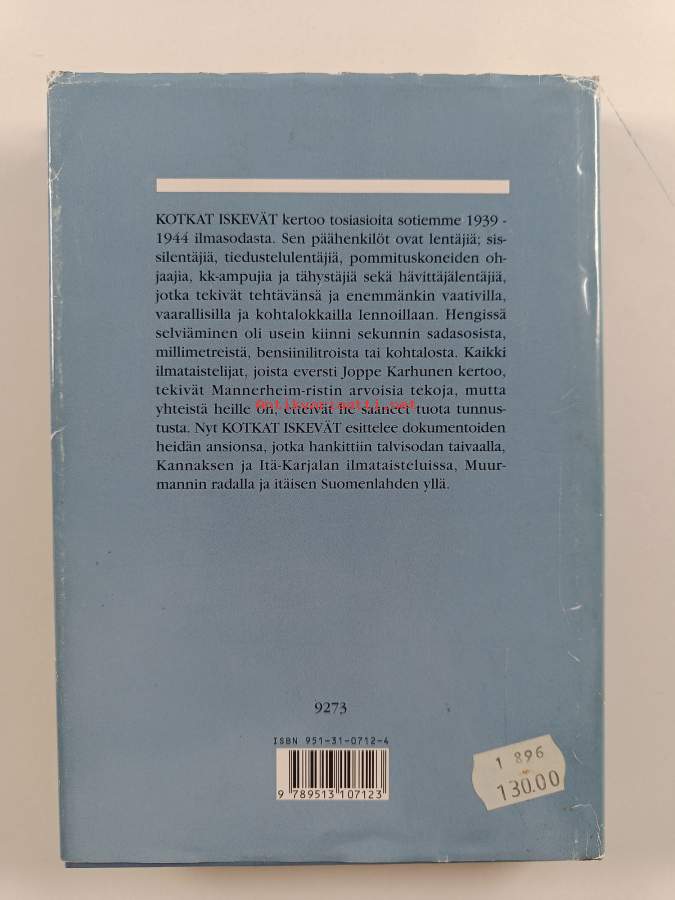 KOTKAT ISKEVÄT kertoo tosiasioita sotiemme 1939 -
1944 ilmasodasta. Sen päähenkilöt ovat lentäjiä; sis-
silentäjiä, tiedustelulentäjiä, pommituskoneiden oh-
jaajia, kk-ampujia ja tähystäjiä sekä hävittäjälentäjiä,
jotka tekivät tehtävänsä ja enemmänkin vaativilla,
vaarallisilla ja kohtalokkailla lennoillaan. Hengissä
selviäminen oli usein kiinni sekunnin sadasosista,
millimetreistä, bensiinilitroista tai kohtalosta. Kaikki
ilmataistelijat, joista eversti Joppe Karhunen kertoo,
tekivät Mannerheim-ristin arvoisia tekoja, mutta
Antikvariaatti.net
yhteistä heille on, etteivät he saaneet tuota tunnus-
tusta. Nyt KOTKAT ISKEVÄT esittelee dokumentoiden
heidän ansionsa, jotka hankittiin talvisodan taivaalla,
Kannaksen ja Itä-Karjalan ilmataisteluissa, Muur-
mannin radalla ja itäisen Suomenlahden yllä.
9273
ISBN 951-31-0712-4
9 789513 107123
1 896
130.00